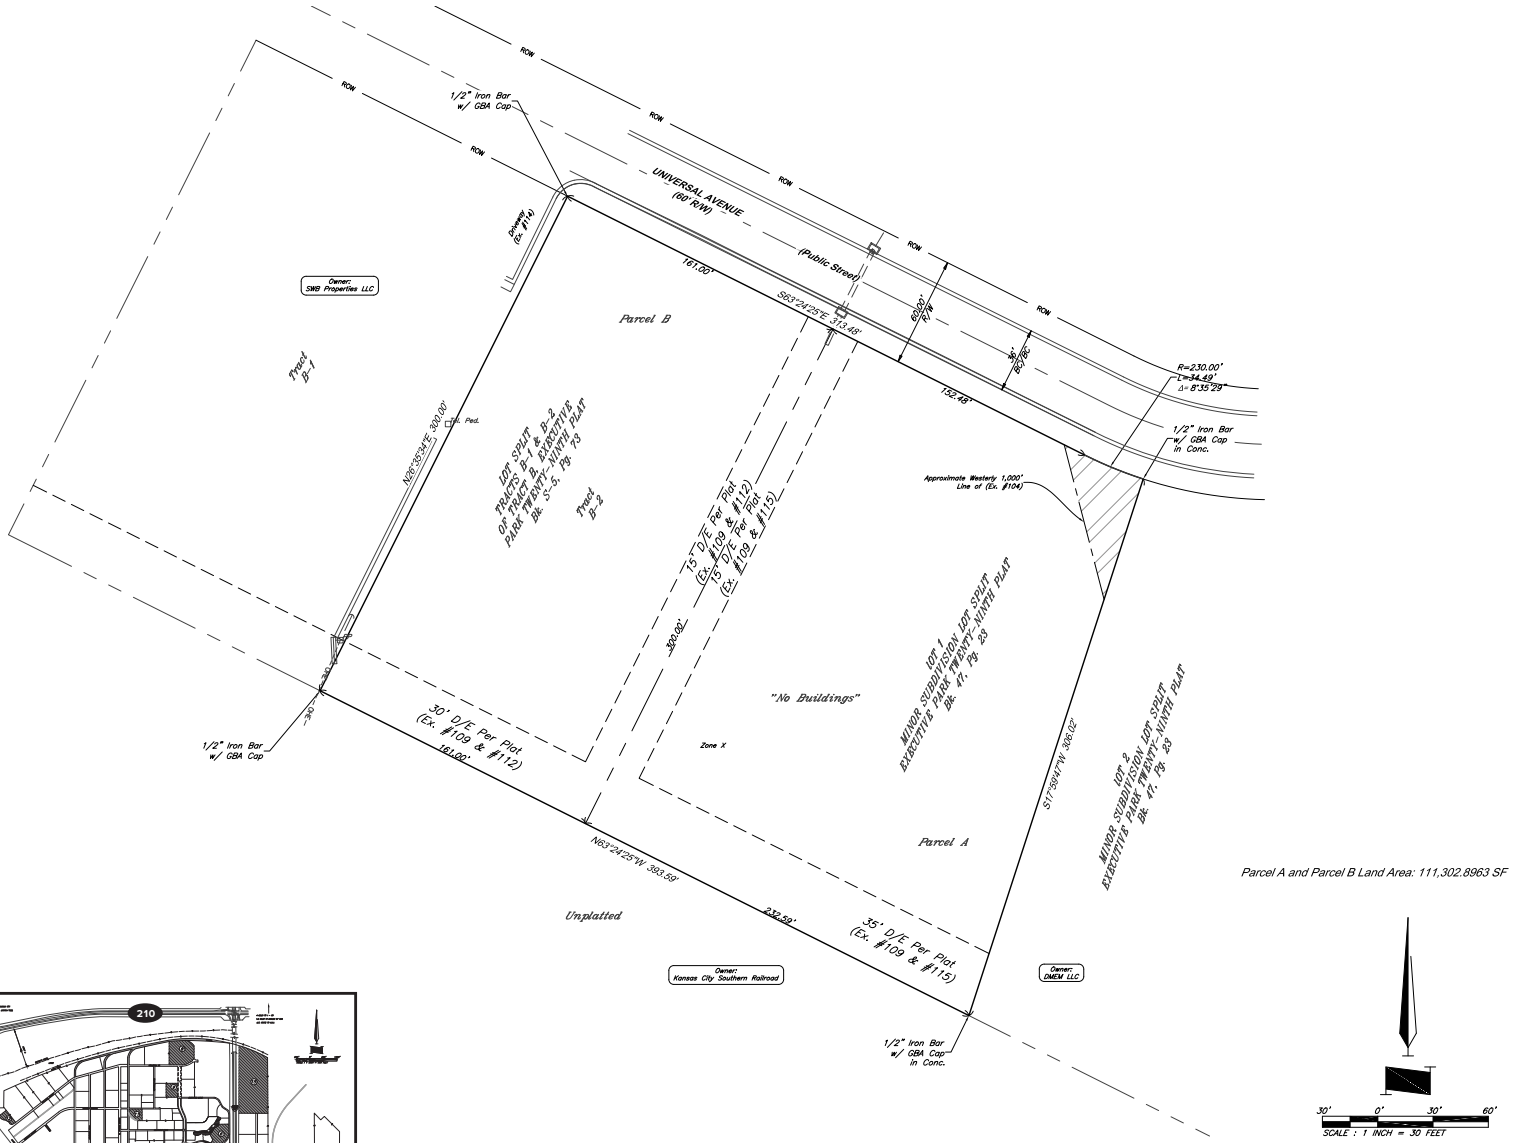 ROW
ROW
ROW
ROW
ROW
ROW
ROW
1/2" Iron Bar
w/ GBA Cap
UNIVERSAL AVENUE
(60' R/W)
(Public Street)
Driveway
(Ex. #114)
Owner:
SWB Properties LLC
Tract
B-1
161.00'
S63°24'25"E 313.48'
Parcel B
60.00'
R/W
36'
BC/BC
152.48'
R=230.00'
L=34.49'
Δ=8°35'29"
1/2" Iron Bar
w/ GBA Cap
in Conc.
Approximate Westerly 1,000'
Line of (Ex. #104)
N26°35'34"E 300.00'
Tel. Ped.
LOT SPLIT
TRACTS B-1 & B-2
OF TRACT B, EXECUTIVE
PARK TWENTY-NINTH PLAT
Bk. S-5, Pg. 73
Tract
B-2
15' D/E Per Plat
(Ex. #109 & #112)
15' D/E Per Plat
(Ex. #109 & #115)
300.00'
"No Buildings"
Zone X
LOT 1
MINOR SUBDIVISION LOT SPLIT
EXECUTIVE PARK TWENTY-NINTH PLAT
Bk. 47, Pg. 23
S17°59'47"W 306.02'
LOT 2
MINOR SUBDIVISION LOT SPLIT
EXECUTIVE PARK TWENTY-NINTH PLAT
Bk. 47, Pg. 23
1/2" Iron Bar
w/ GBA Cap
30' D/E Per Plat
(Ex. #109 & #112)
161.00'
N63°24'25"W 393.59'
Parcel A
Parcel A and Parcel B Land Area: 111,302.8963 SF
Unplatted
232.59'
35' D/E Per Plat
(Ex. #109 & #115)
Owner:
Kansas City Southern Railroad
Owner:
DMEM LLC
1/2" Iron Bar
w/ GBA Cap
in Conc.
210
30' 0' 30' 60'
SCALE : 1 INCH = 30 FEET